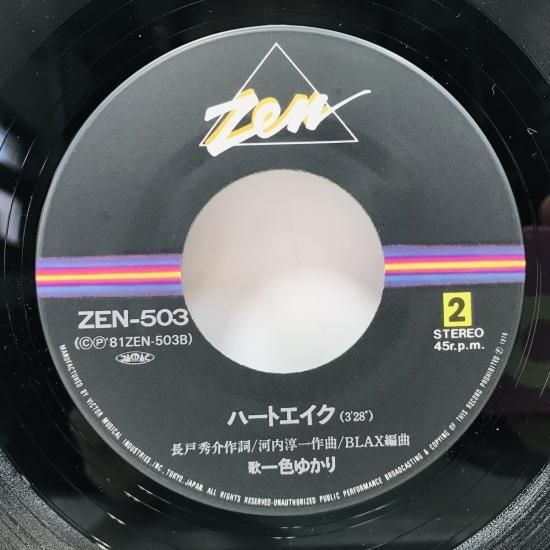 Zen
ZEN-503
(ⒸⓅ'81ZEN-503B)
JASRAC
2
STEREO
45r.p.m.
ハートエイク (3'28")
長戸秀介作詞/河内淳一作曲/BLAX編曲
歌一色ゆかり
MANUFACTURED BY VICTOR MUSICAL INDUSTRIES, INC., TOKYO, JAPAN. ALL RIGHTS RESERVED-UNAUTHORIZED PUBLIC PERFORMANCE BROADCASTING & COPYING OF THIS RECORD PROHIBITED